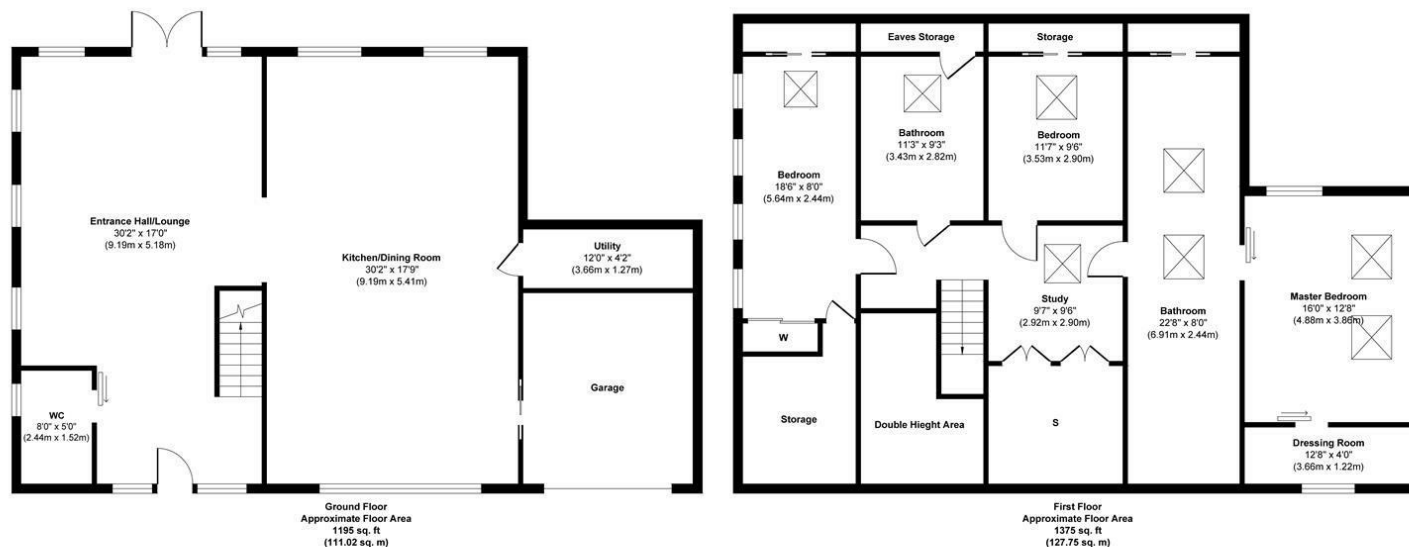 Entrance Hall/Lounge
30'2" x 17'0"
(9.19m x 5.18m)
Kitchen/Dining Room
30'2" x 17'9"
(9.19m x 5.41m)
Utility
12'0" x 4'2"
(3.66m x 1.27m)
Garage
WC
8'0" x 5'0"
(2.44m x 1.52m)
Ground Floor
Approximate Floor Area
1195 sq. ft
(111.02 sq. m)
Eaves Storage
Storage
Bathroom
11'3" x 9'3"
(3.43m x 2.82m)
Bedroom
11'7" x 9'6"
(3.53m x 2.90m)
Bedroom
18'6" x 8'0"
(5.64m x 2.44m)
Study
9'7" x 9'6"
(2.92m x 2.90m)
Bathroom
22'8" x 8'0"
(6.91m x 2.44m)
Master Bedroom
16'0" x 12'8"
(4.88m x 3.86m)
W
Storage
Double Hieght Area
S
Dressing Room
12'8" x 4'0"
(3.66m x 1.22m)
First Floor
Approximate Floor Area
1375 sq. ft
(127.75 sq. m)